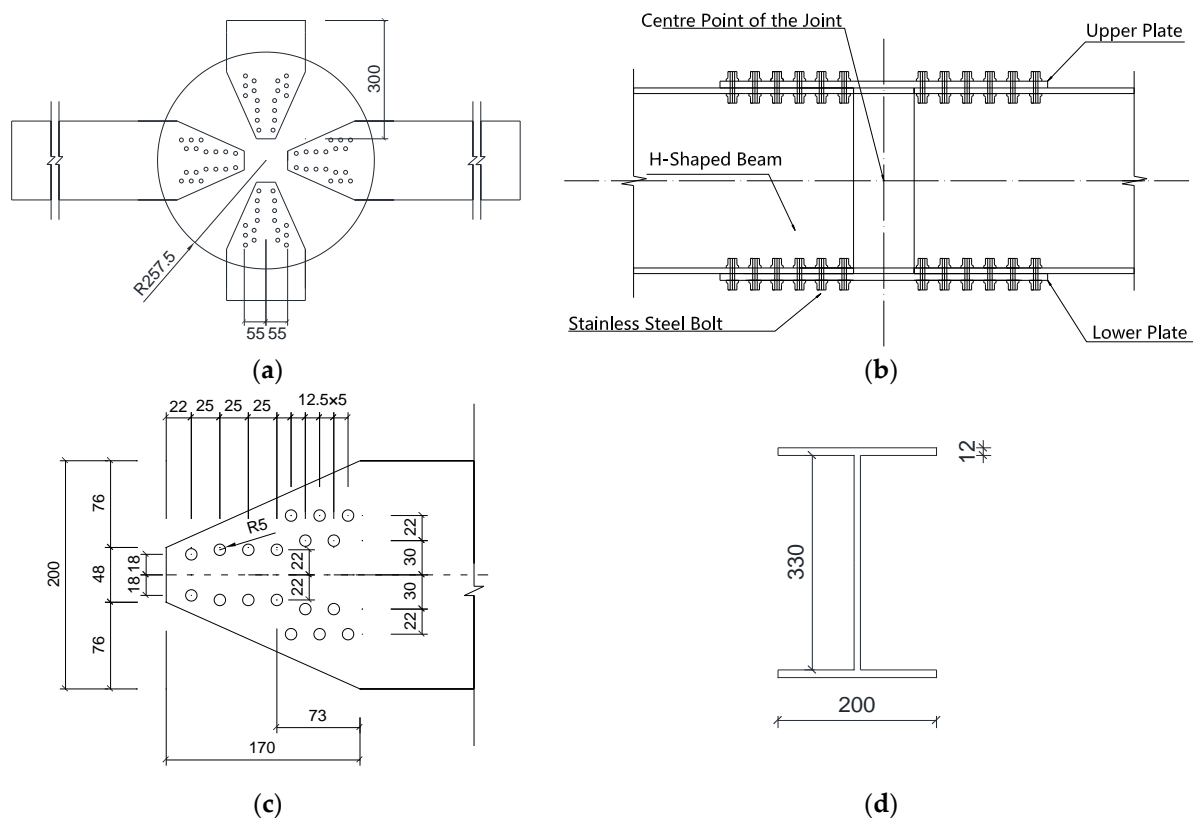 300
R257.5
55 55
(a)
Centre Point of the Joint
Upper Plate
H-Shaped Beam
Stainless Steel Bolt
Lower Plate
(b)
22 25 25 25 12.5×5
76
R5
22
200
48
18
18
22
22
30
30
22
76
73
170
(c)
12
330
200
(d)